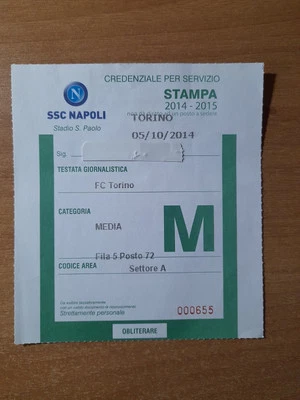 CREDENZIALE PER SERVIZIO
STAMPA
2014 - 2015
N
SSC NAPOLI
Stadio S. Paolo
TORINO
05/10/2014
Sig.
TESTATA GIORNALISTICA
FC Torino
CATEGORIA
MEDIA
M
Fila 5 Posto 72
CODICE AREA
Settore A
Strettamente personale
000655
OBLITERARE